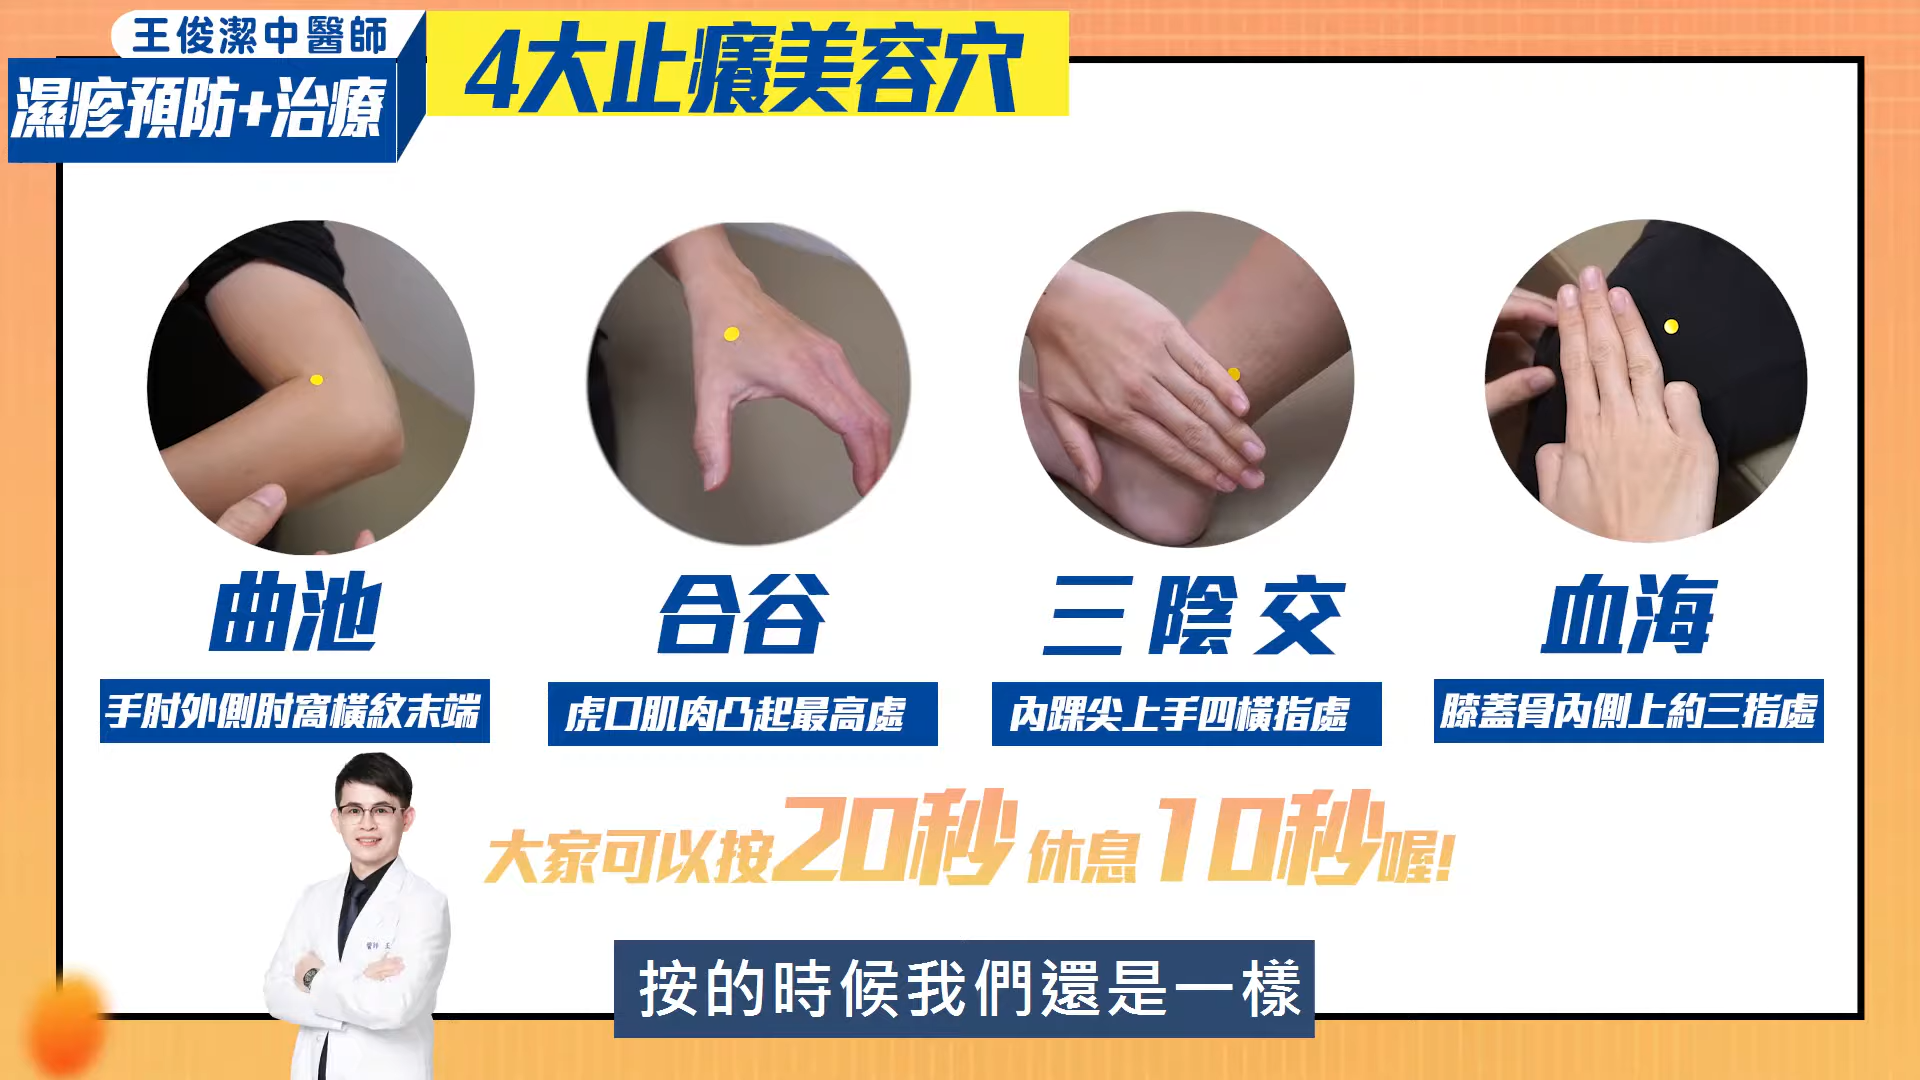 王俊潔中醫師
濕疹預防+治療
4大止癢美容穴
曲池
手肘外側肘窩橫紋末端
合谷
虎口肌肉凸起最高處
三陰交
內踝尖上手四橫指處
血海
膝蓋骨內側上約三指處
大家可以按20秒 休息10秒喔!
醫師 王
按的時候我們還是一樣